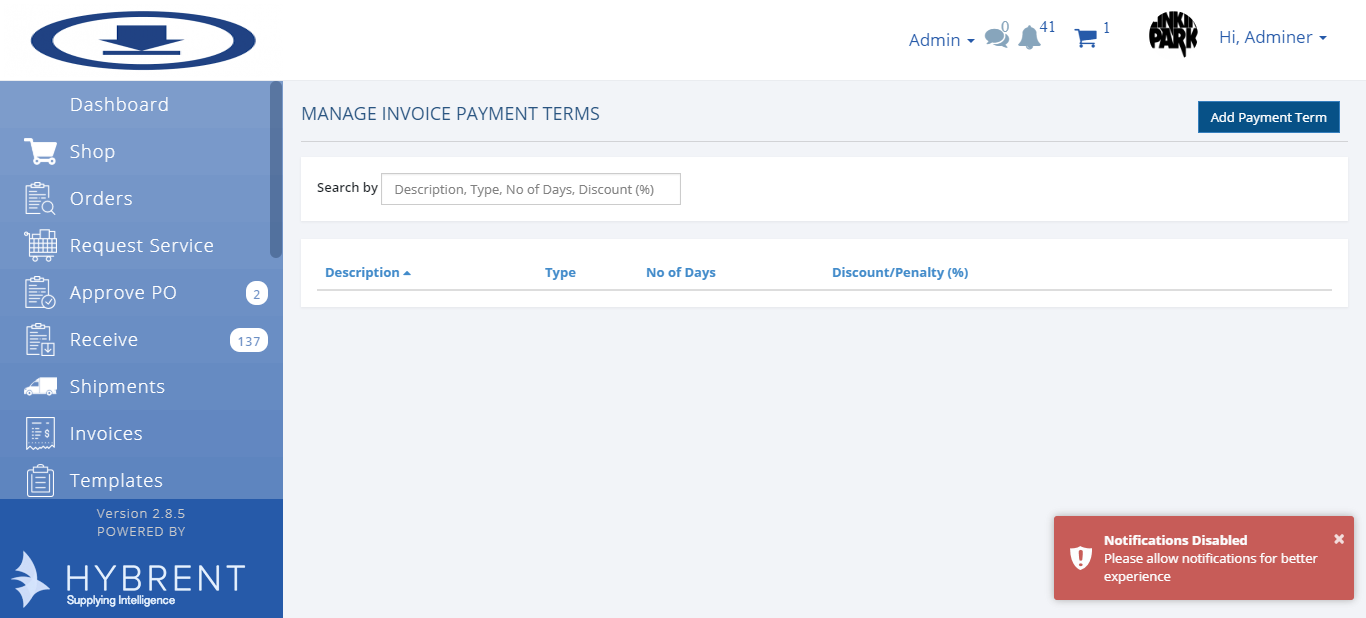 Admin
0
41
1
INKIN
PARK
Hi, Adminer
Dashboard
Shop
Orders
Request Service
Approve PO 2
Receive 137
Shipments
Invoices
$
Templates
Version 2.8.5
POWERED BY
HYBRENT
Supplying Intelligence
MANAGE INVOICE PAYMENT TERMS
Add Payment Term
Search by Description, Type, No of Days, Discount (%)
Description Type No of Days Discount/Penalty (%)
Notifications Disabled
Please allow notifications for better
experience